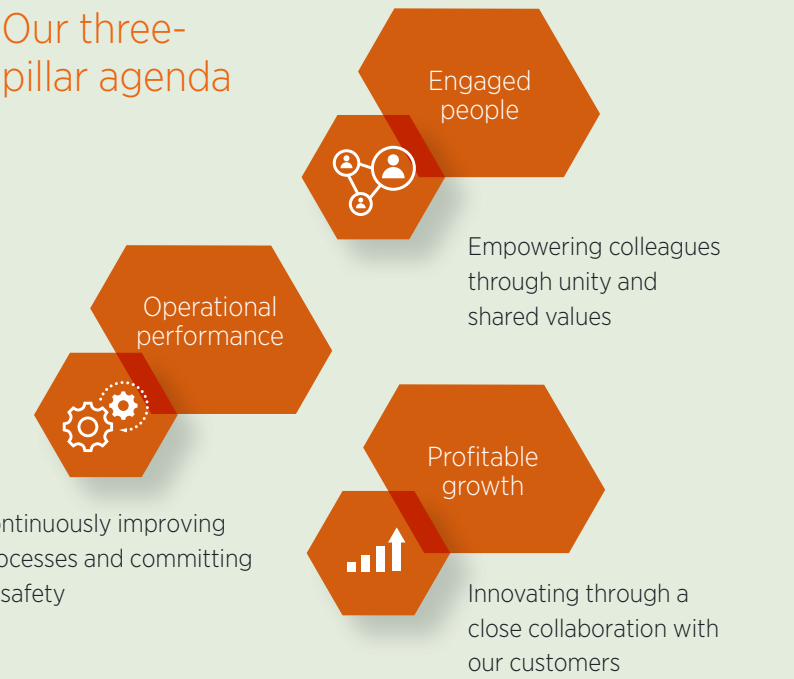 Our three-
pillar agenda
Engaged
people
Empowering colleagues
through unity and
shared values
Operational
performance
ontinuously improving
ocesses and committing
safety
Profitable
growth
Innovating through a
close collaboration with
our customers